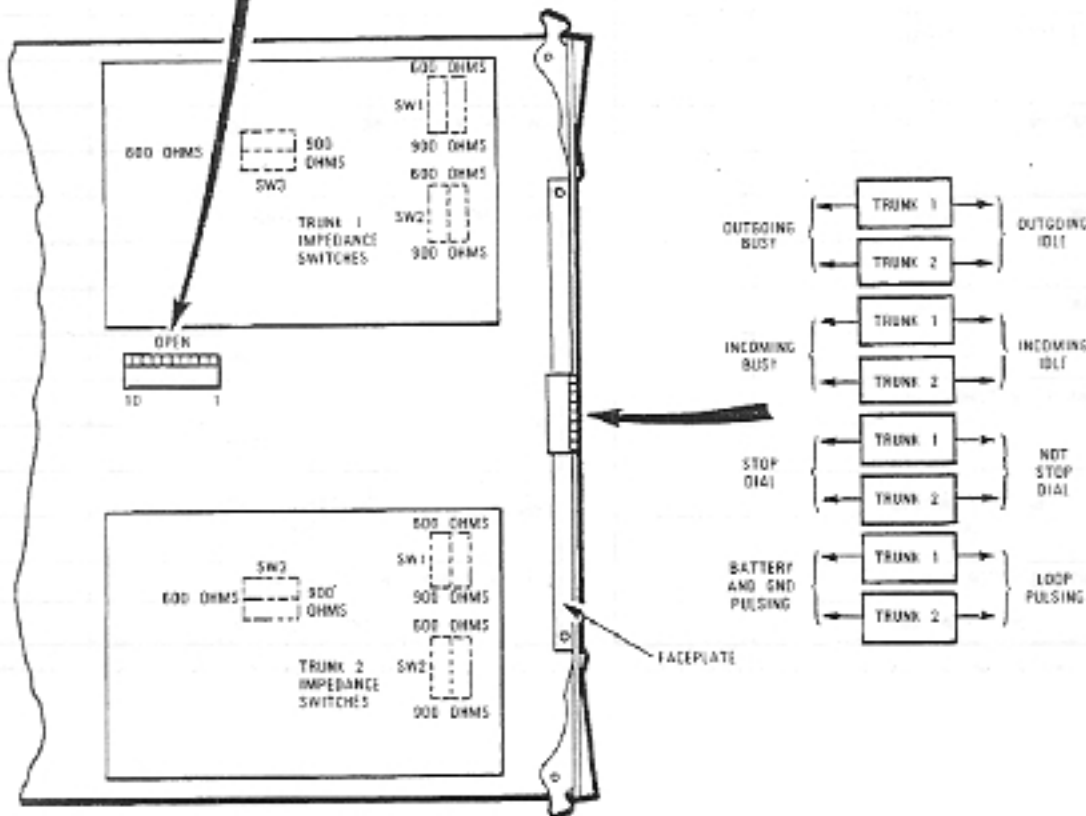 600 OHMS
SW1
900 OHMS
600 OHMS
900
OHMS
SW3
600 OHMS
SW2
900 OHMS
TRUNK 1
IMPEDANCE
SWITCHES
OPEN
10
1
600 OHMS
SW1
900 OHMS
SW3
600 OHMS
900
OHMS
600 OHMS
SW2
900 OHMS
TRUNK 2
IMPEDANCE
SWITCHES
FACEPLATE
OUTGOING
BUSY
TRUNK 1
TRUNK 2
OUTGOING
IDLE
INCOMING
BUSY
TRUNK 1
TRUNK 2
INCOMING
IDLE
STOP
DIAL
TRUNK 1
TRUNK 2
NOT
STOP
DIAL
BATTERY
AND GND
PULSING
TRUNK 1
TRUNK 2
LOOP
PULSING